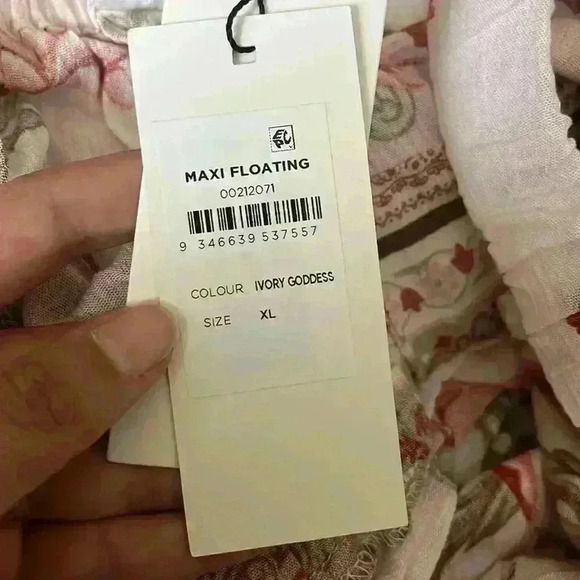 MAXI FLOATING
00212071
9 346639 537557
COLOUR IVORY GODDESS
SIZE XL